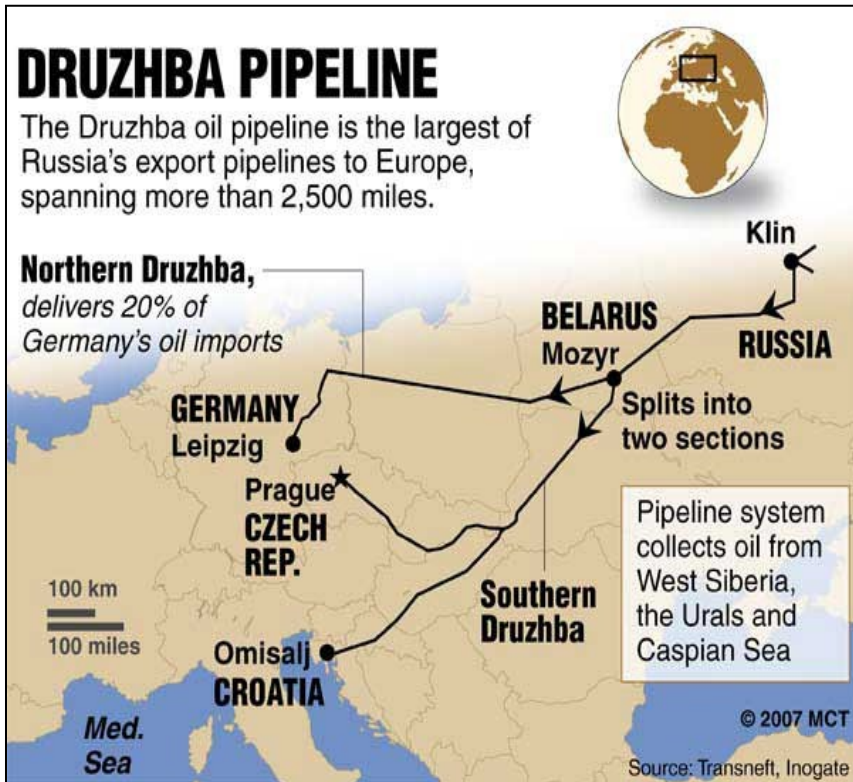 DRUZHBA PIPELINE
The Druzhba oil pipeline is the largest of
Russia's export pipelines to Europe,
spanning more than 2,500 miles.
Klin
Northern Druzhba,
delivers 20% of
Germany's oil imports
BELARUS
Mozyr
RUSSIA
GERMANY
Leipzig
Splits into
two sections
Prague
CZECH
REP.
Pipeline system
collects oil from
West Siberia,
the Urals and
Caspian Sea
100 km
100 miles
Southern
Druzhba
Omisalj
CROATIA
Med.
Sea
© 2007 MCT
Source: Transneft, Inogate